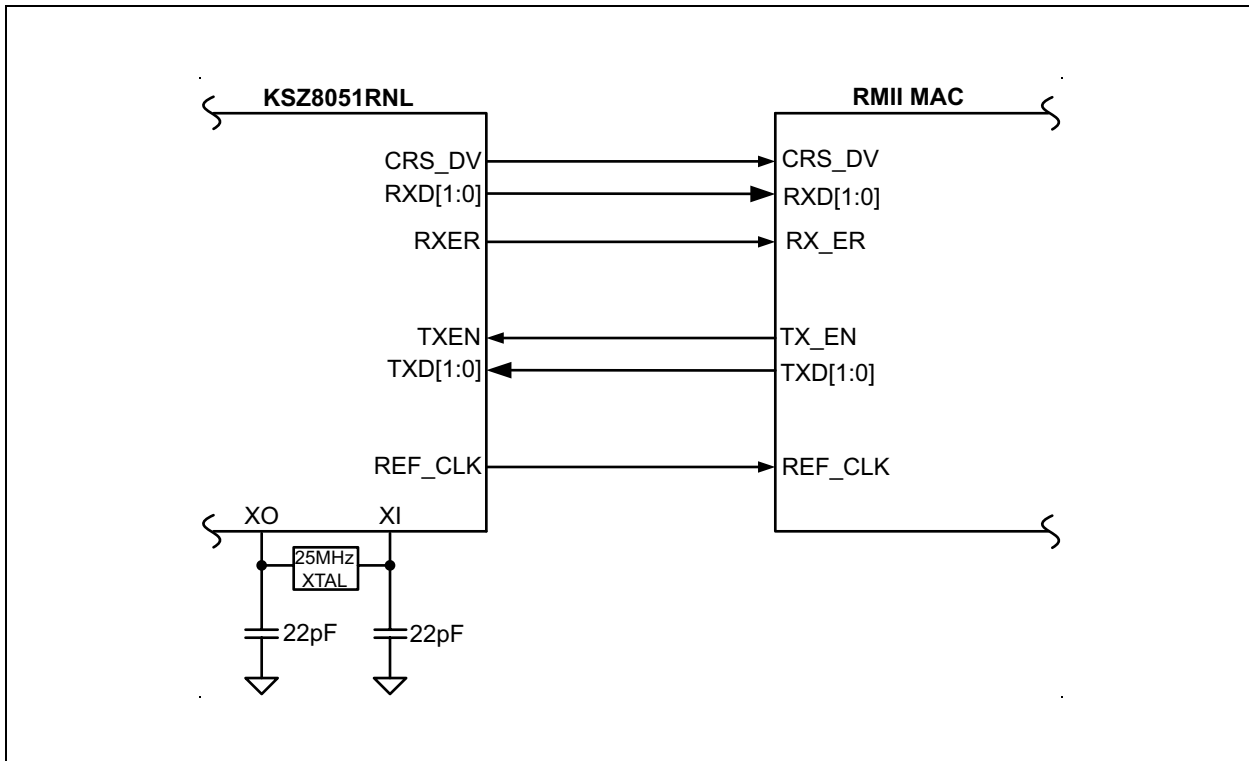 KSZ8051RNL
RMII MAC
CRS_DV
CRS_DV
RXD[1:0]
RXD[1:0]
RXER
RX_ER
TXEN
TX_EN
TXD[1:0]
TXD[1:0]
REF_CLK
REF_CLK
XO
XI
25MHz
XTAL
22pF
22pF